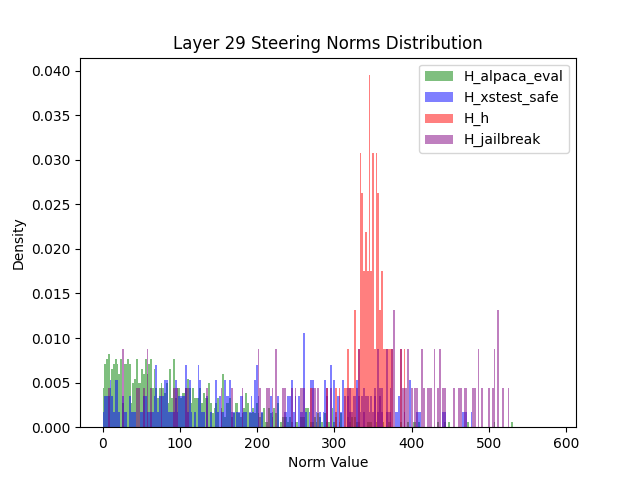 Layer 29 Steering Norms Distribution
H_alpaca_eval
H_xstest_safe
H_h
H_jailbreak
0.040
0.035
0.030
0.025
0.020
0.015
0.010
0.005
0.000
Density
0 100 200 300 400 500 600
Norm Value